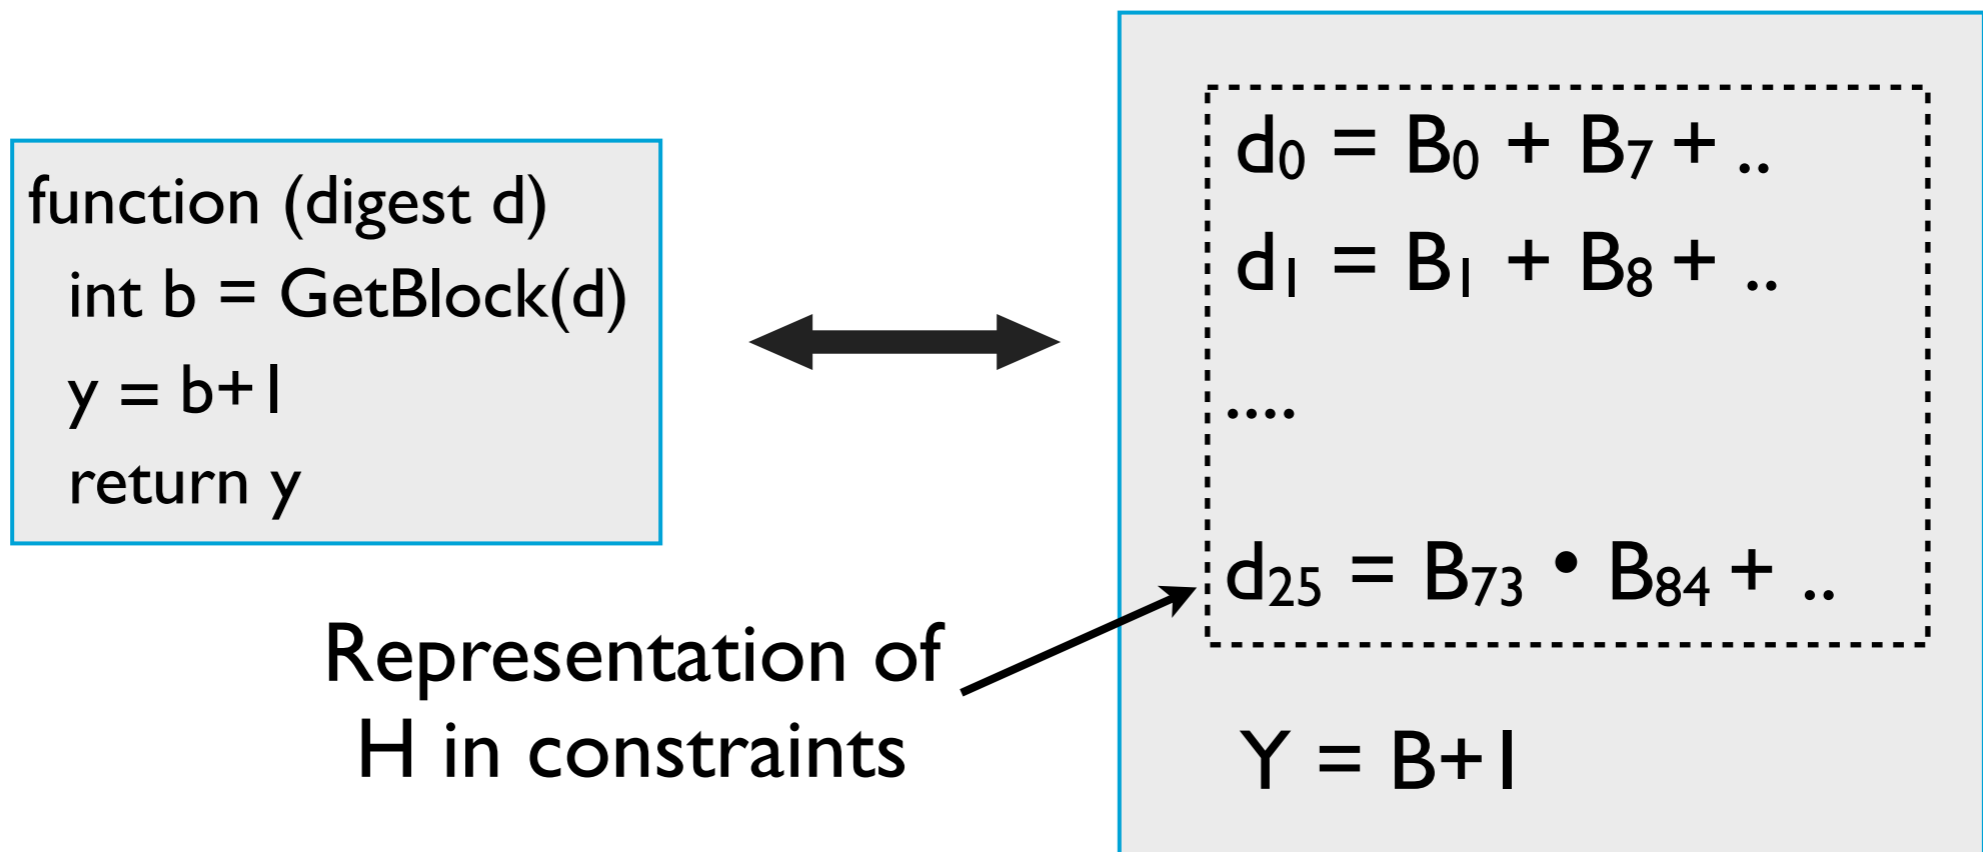 function (digest d)
int b = GetBlock(d)
y = b+1
return y
Representation of
H in constraints
d₀ = B₀ + B₇ + ..
d₁ = B₁ + B₈ + ..
....
d₂₅ = B₇₃ • B₈₄ + ..
Y = B+1